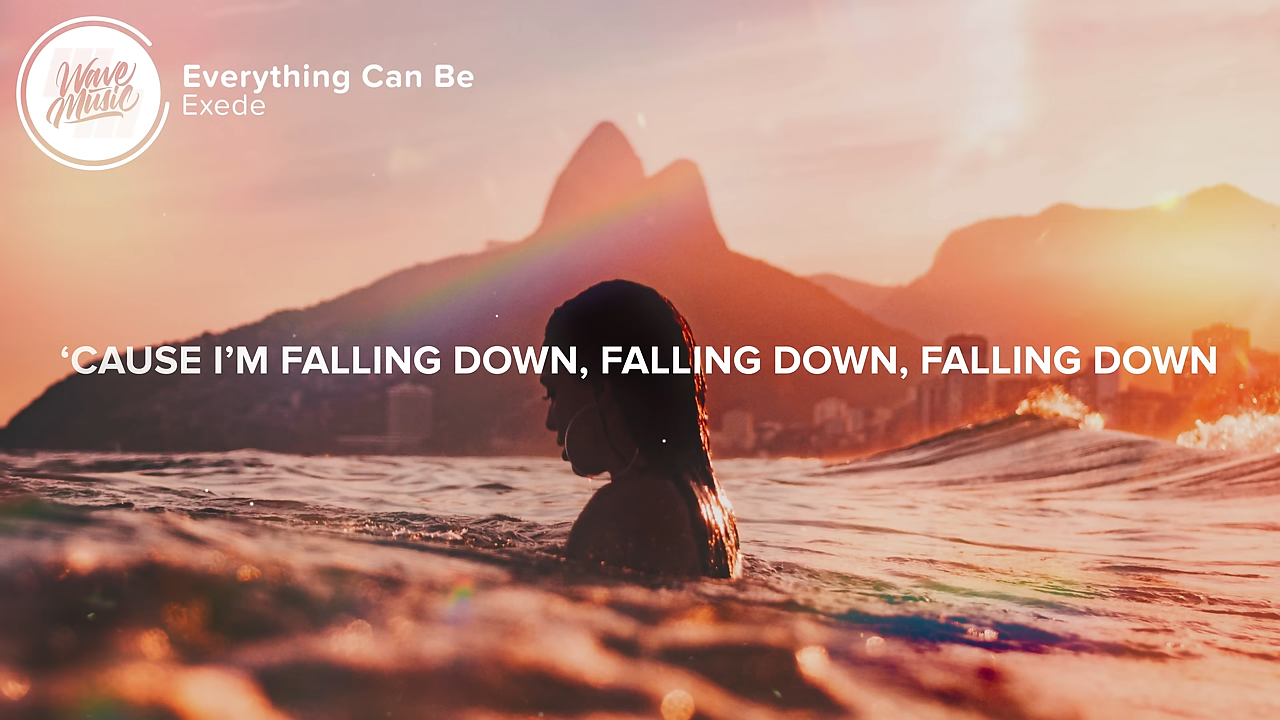 Wave
Music
Everything Can Be
Exede
‘CAUSE I’M FALLING DOWN, FALLING DOWN, FALLING DOWN